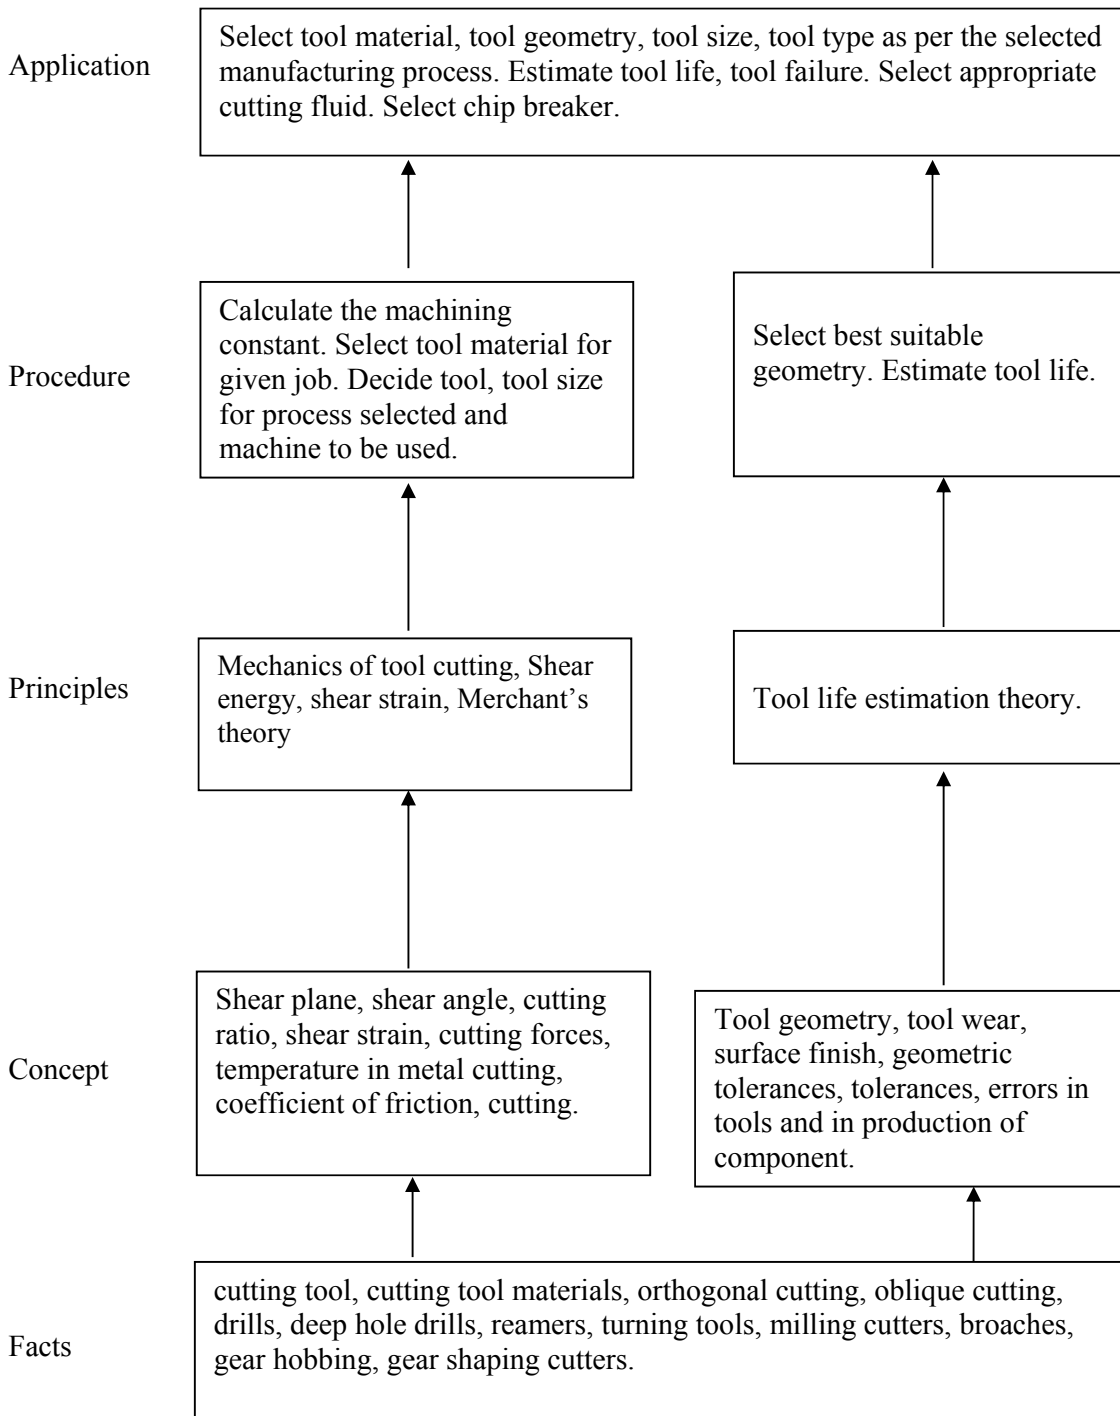 Application
Select tool material, tool geometry, tool size, tool type as per the selected
manufacturing process. Estimate tool life, tool failure. Select appropriate
cutting fluid. Select chip breaker.
Procedure
Calculate the machining
constant. Select tool material for
given job. Decide tool, tool size
for process selected and
machine to be used.
Select best suitable
geometry. Estimate tool life.
Principles
Mechanics of tool cutting, Shear
energy, shear strain, Merchant’s
theory
Tool life estimation theory.
Concept
Shear plane, shear angle, cutting
ratio, shear strain, cutting forces,
temperature in metal cutting,
coefficient of friction, cutting.
Tool geometry, tool wear,
surface finish, geometric
tolerances, tolerances, errors in
tools and in production of
component.
Facts
cutting tool, cutting tool materials, orthogonal cutting, oblique cutting,
drills, deep hole drills, reamers, turning tools, milling cutters, broaches,
gear hobbing, gear shaping cutters.